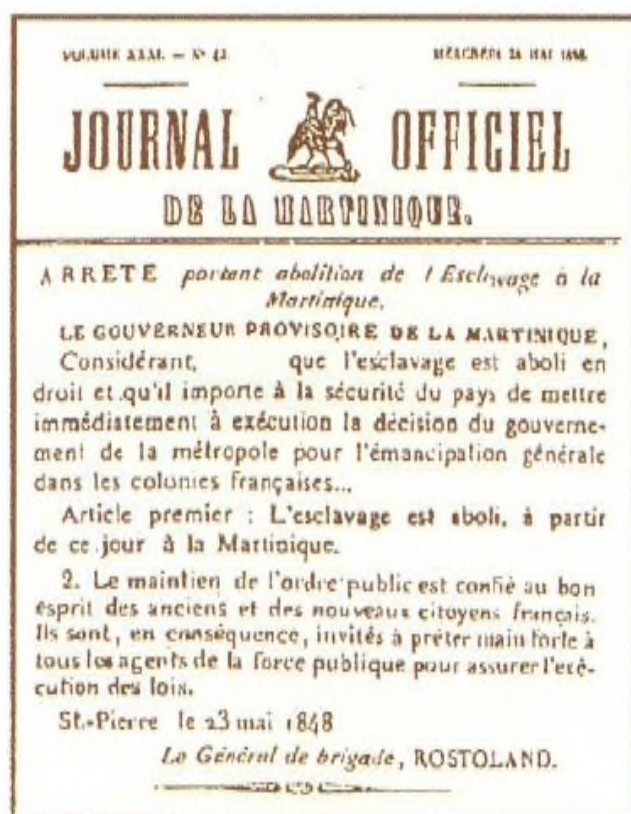 VOLUME XXXI. — Nº 42.
MERCREDI 24 MAI 1848.
JOURNAL OFFICIEL
DE LA MARTINIQUE.
ARRETE portant abolition de l'Esclavage à la
Martinique.
LE GOUVERNEUR PROVISOIRE DE LA MARTINIQUE,
Considérant, que l'esclavage est aboli en
droit et qu'il importe à la sécurité du pays de mettre
immédiatement à exécution la décision du gouverne-
ment de la métropole pour l'émancipation générale
dans les colonies françaises...
Article premier : L'esclavage est aboli, à partir
de ce jour à la Martinique.
2. Le maintien de l'ordre public est confié au bon
esprit des anciens et des nouveaux citoyens français.
Ils sont, en conséquence, invités à prêter main forte à
tous les agents de la force publique pour assurer l'exé-
cution des lois.
St.-Pierre le 23 mai 1848
Le Général de brigade, ROSTOLAND.